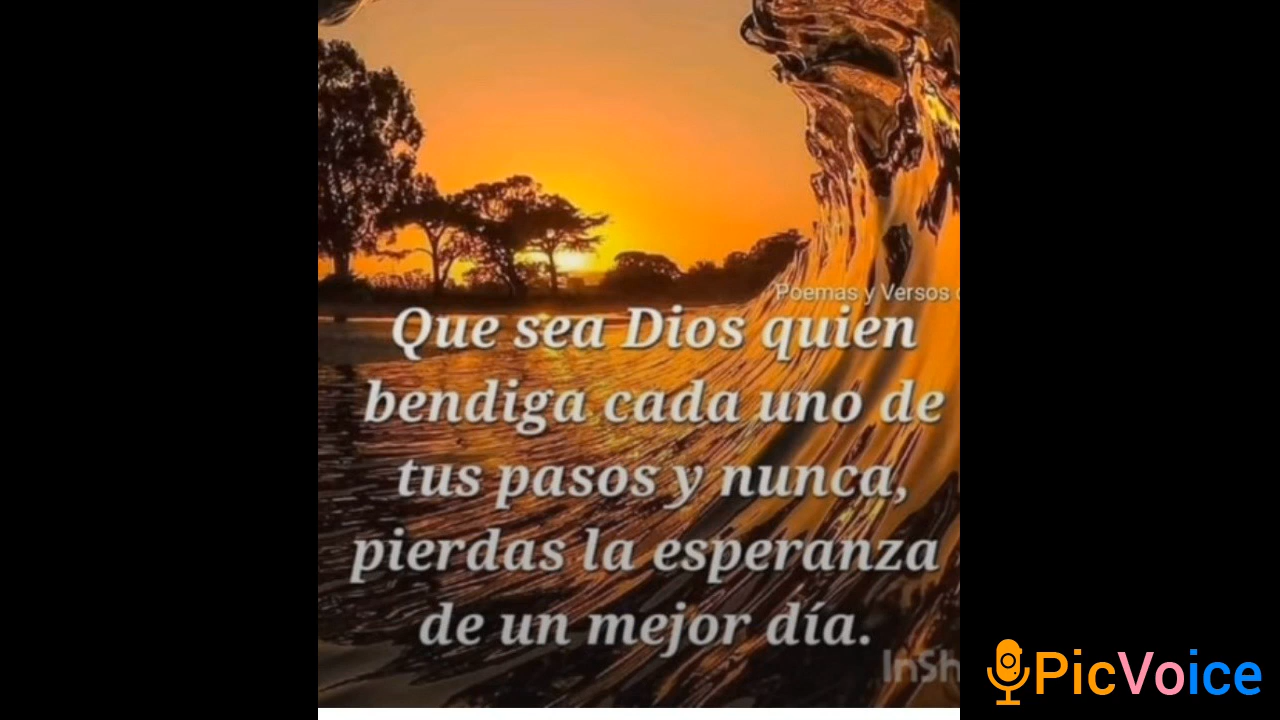 Poemas y Versos
Que sea Dios quien
bendiga cada uno de
tus pasos y nunca,
pierdas la esperanza
de un mejor día.
InSh
PicVoice